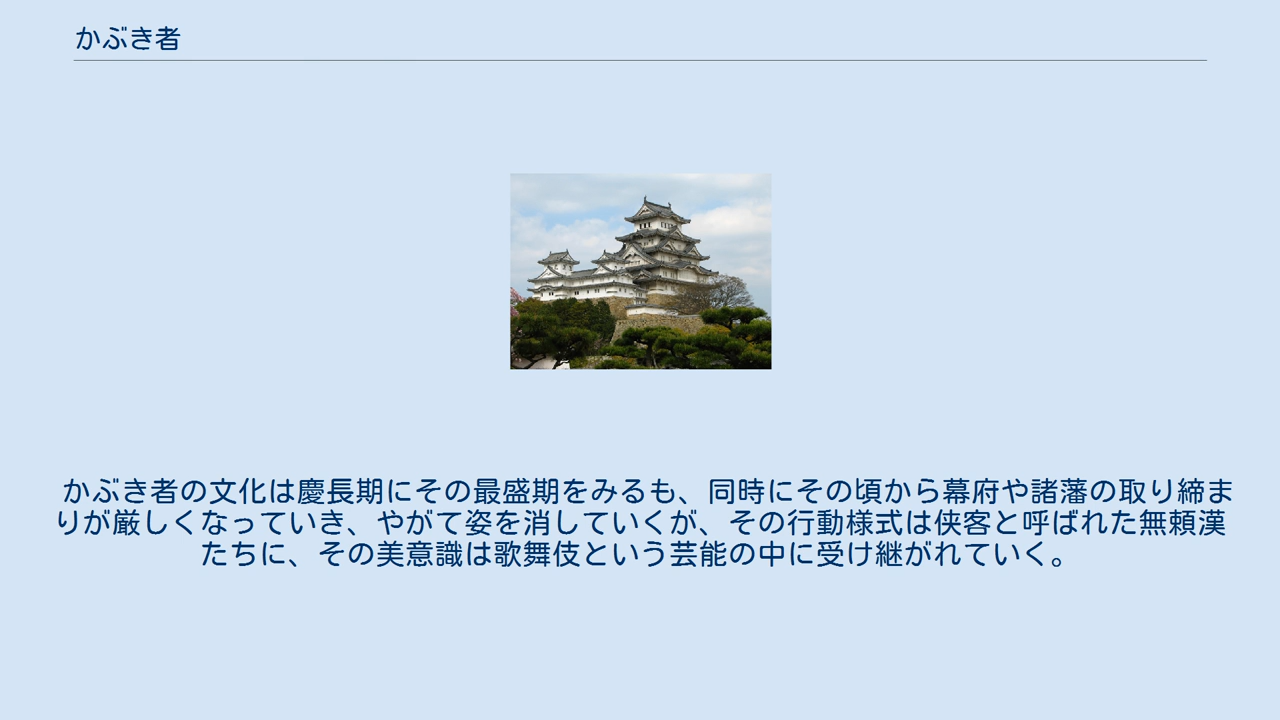 かぶき者
かぶき者の文化は慶長期にその最盛期をみるも、同時にその頃から幕府や諸藩の取り締ま
りが厳しくなっていき、やがて姿を消していくが、その行動様式は侠客と呼ばれた無頼漢
たちに、その美意識は歌舞伎という芸能の中に受け継がれていく。